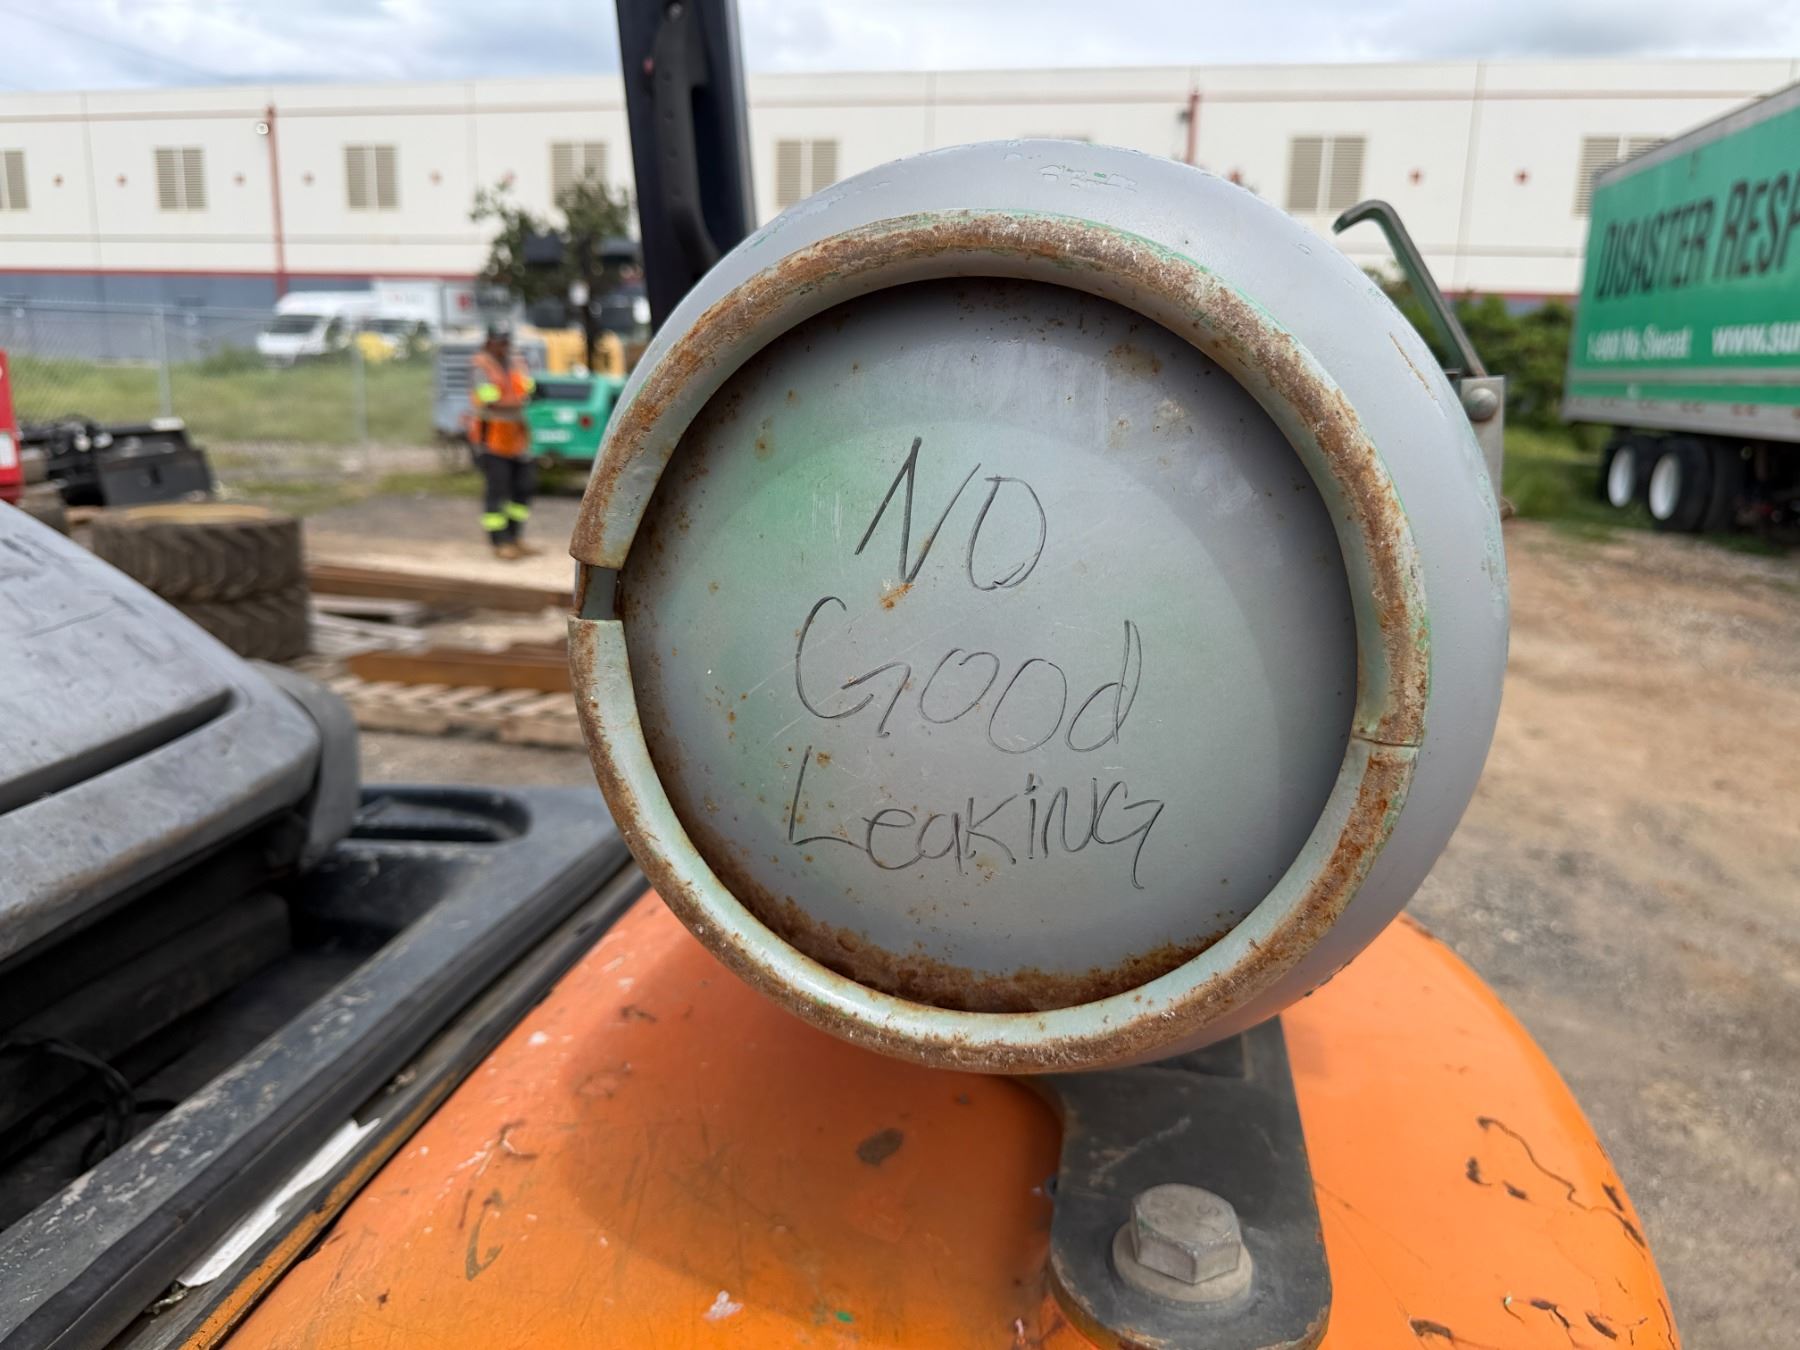 NO
Good
LeaKiNG
DISASTER RESP
1-800 No Sweat www.su